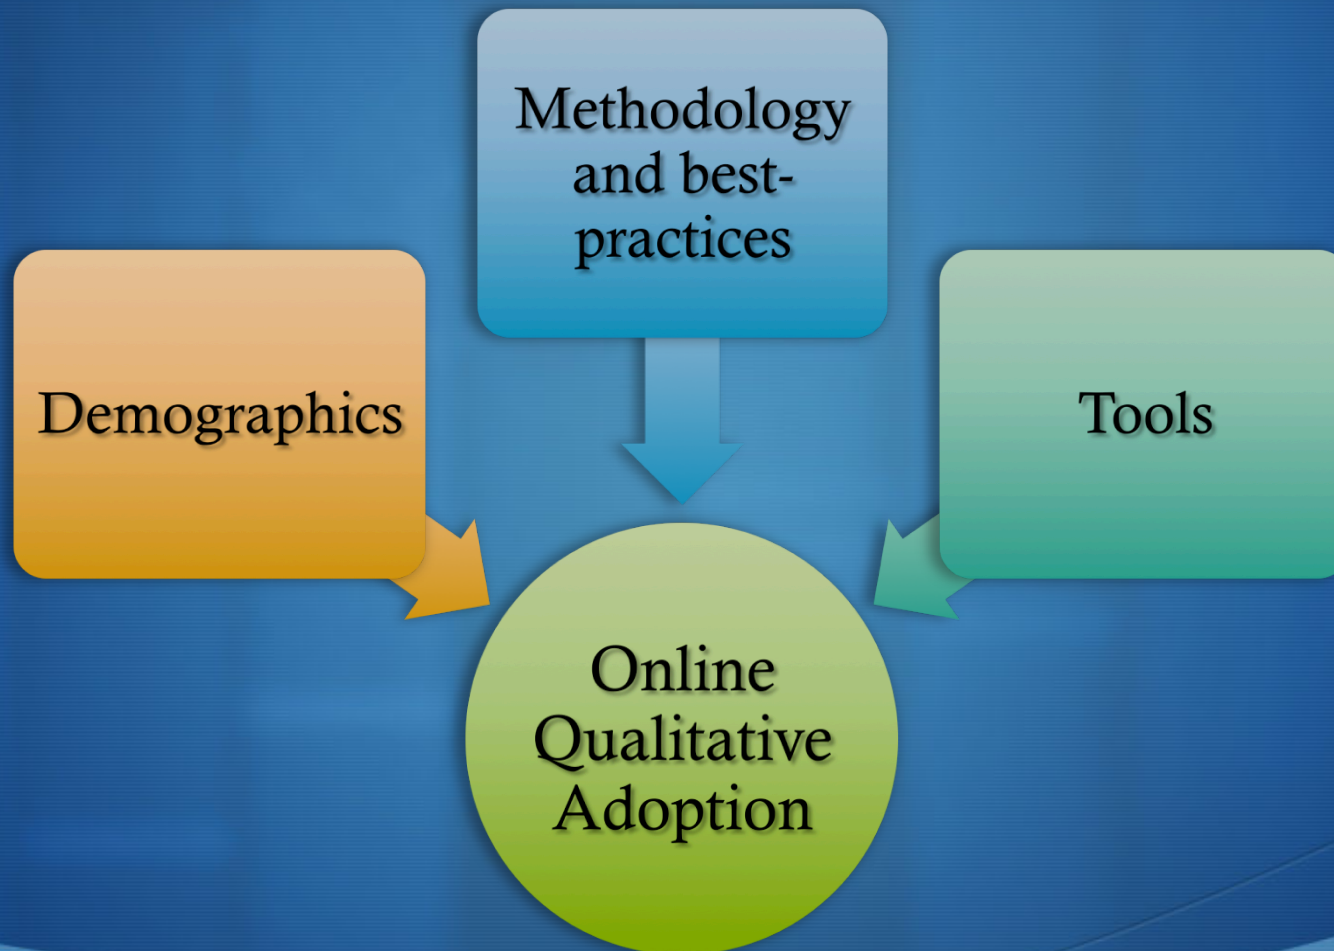 Methodology
and best-
practices
Demographics
Tools
Online
Qualitative
Adoption